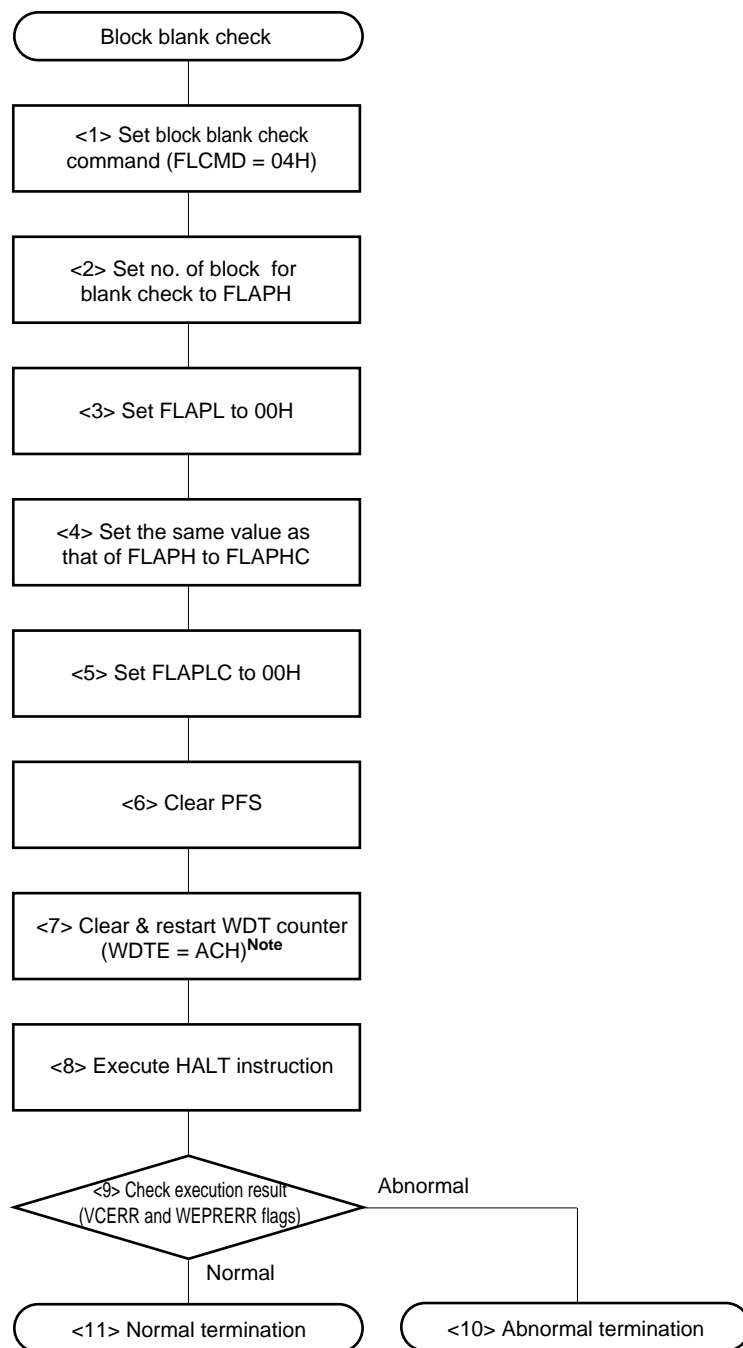 Block blank check
<1> Set block blank check
command (FLCMD = 04H)
<2> Set no. of block for
blank check to FLAPH
<3> Set FLAPL to 00H
<4> Set the same value as
that of FLAPH to FLAPHC
<5> Set FLAPLC to 00H
<6> Clear PFS
<7> Clear & restart WDT counter
(WDTE = ACH)Note
<8> Execute HALT instruction
<9> Check execution result
(VCERR and WEPRERR flags)
Abnormal
Normal
<11> Normal termination
<10> Abnormal termination